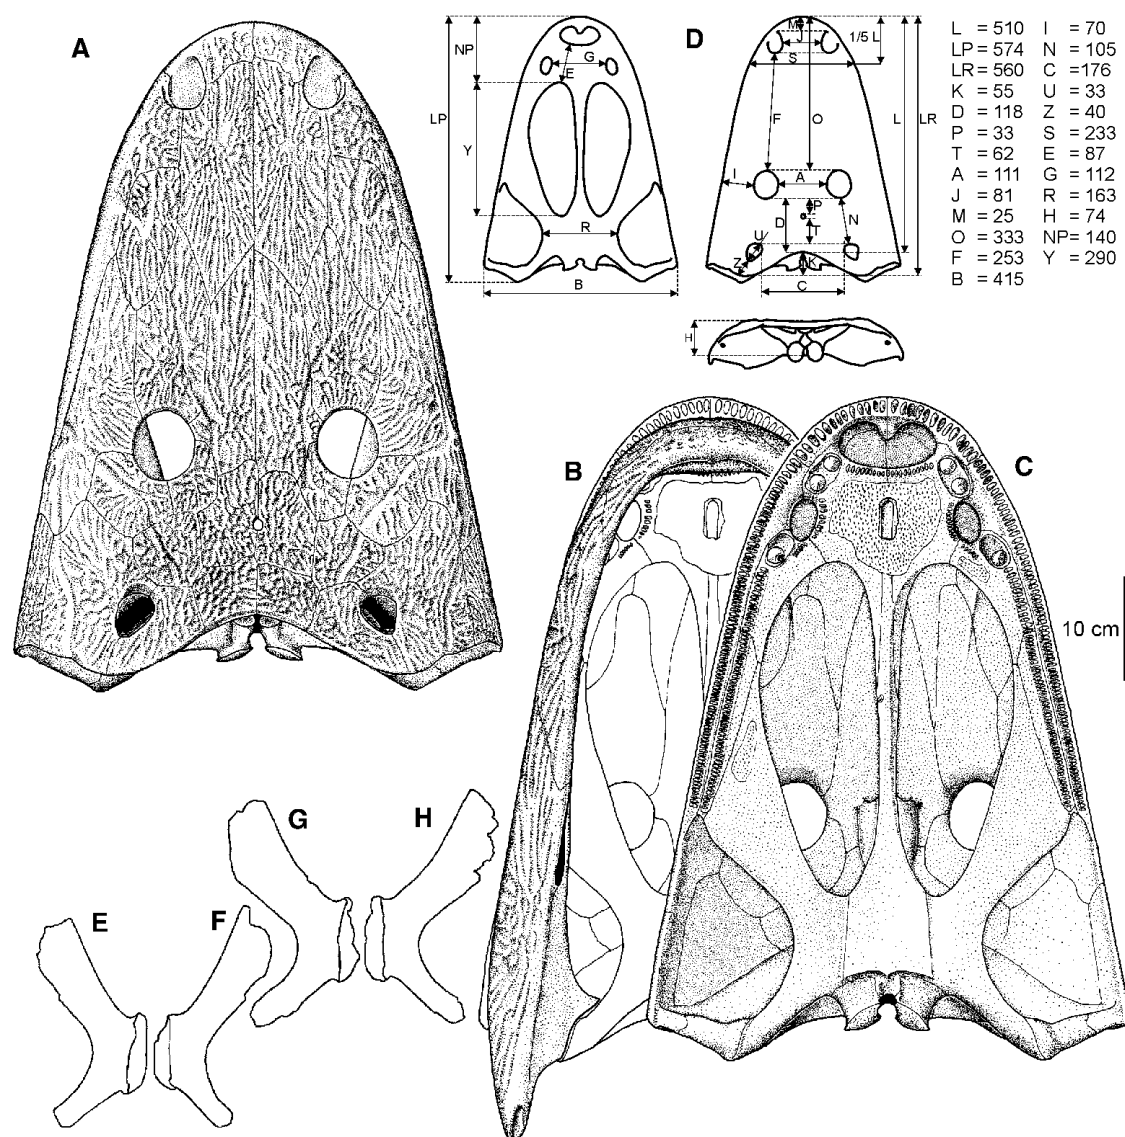 A
D
L = 510 I = 70
LP = 574 N = 105
LR = 560 C = 176
K = 55 U = 33
D = 118 Z = 40
P = 33 S = 233
T = 62 E = 87
A = 111 G = 112
J = 81 R = 163
M = 25 H = 74
O = 333 NP = 140
F = 253 Y = 290
B = 415
NP
G
E
LP
Y
R
B
M
J
1/5 L
S
F
O
L
LR
I
A
P
D
T
N
U
Z
K
C
H
B
C
10 cm
G
H
E
F